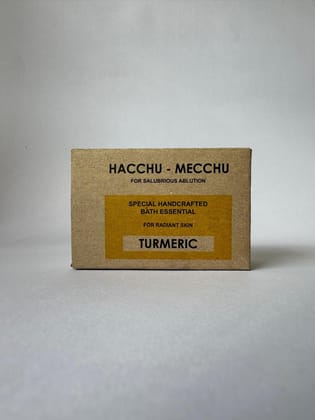 HACCHU - MECCHU
FOR SALUBRIOUS ABLUTION
SPECIAL HANDCRAFTED
BATH ESSENTIAL
FOR RADIANT SKIN
TURMERIC